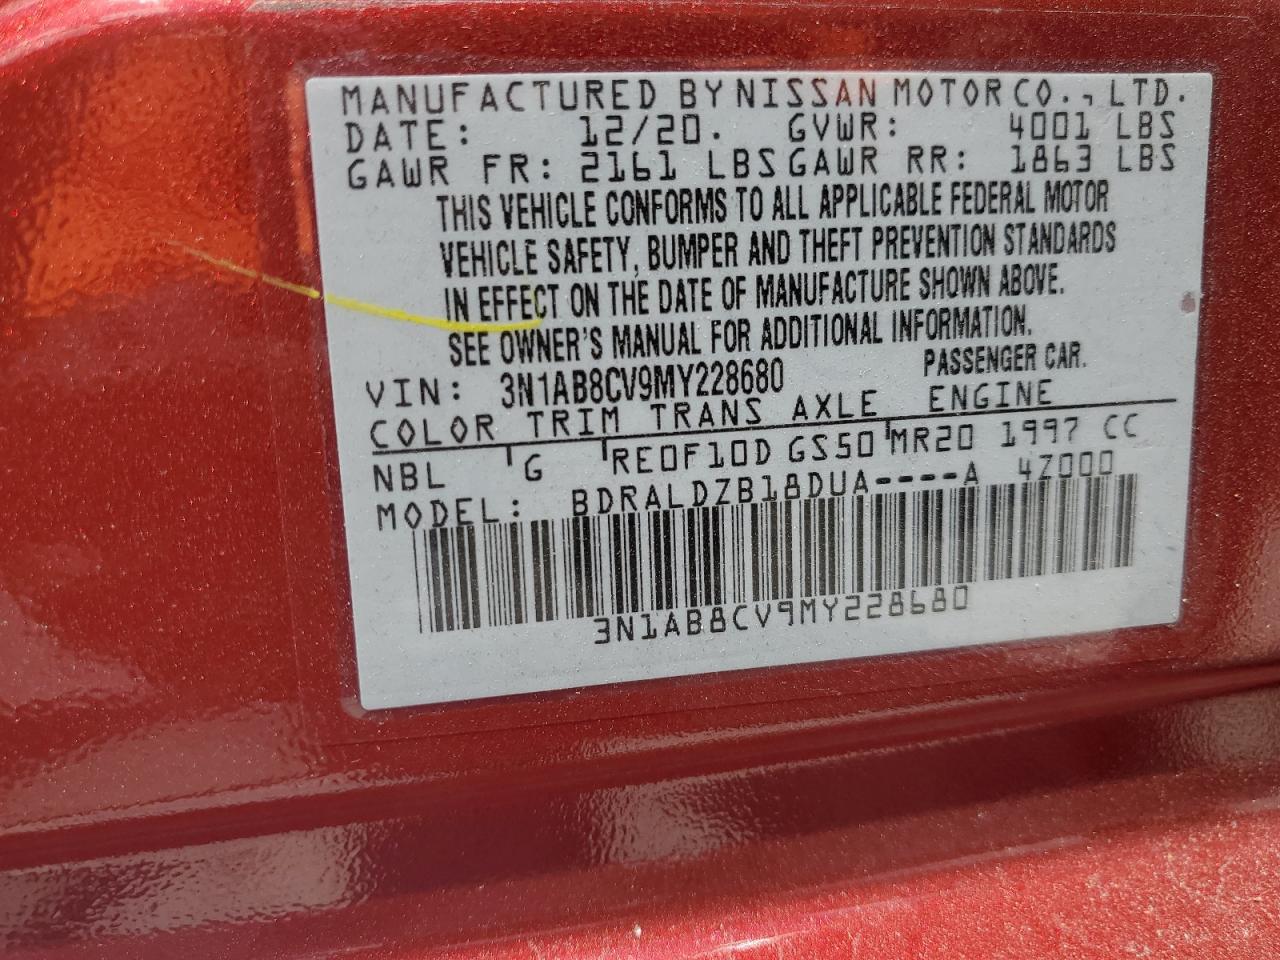 MANUFACTURED BY NISSAN MOTOR CO., LTD.
DATE: 12/20. GVWR: 4001 LBS
GAWR FR: 2161 LBS GAWR RR: 1863 LBS
THIS VEHICLE CONFORMS TO ALL APPLICABLE FEDERAL MOTOR
VEHICLE SAFETY, BUMPER AND THEFT PREVENTION STANDARDS
IN EFFECT ON THE DATE OF MANUFACTURE SHOWN ABOVE.
SEE OWNER'S MANUAL FOR ADDITIONAL INFORMATION.
VIN: 3N1AB8CV9MY228680 PASSENGER CAR.
COLOR TRIM TRANS AXLE ENGINE
NBL G RE0F10D GS50 MR20 1997 CC
MODEL: BDRALDZB18DUA----A 4Z000
3N1AB8CV9MY228680